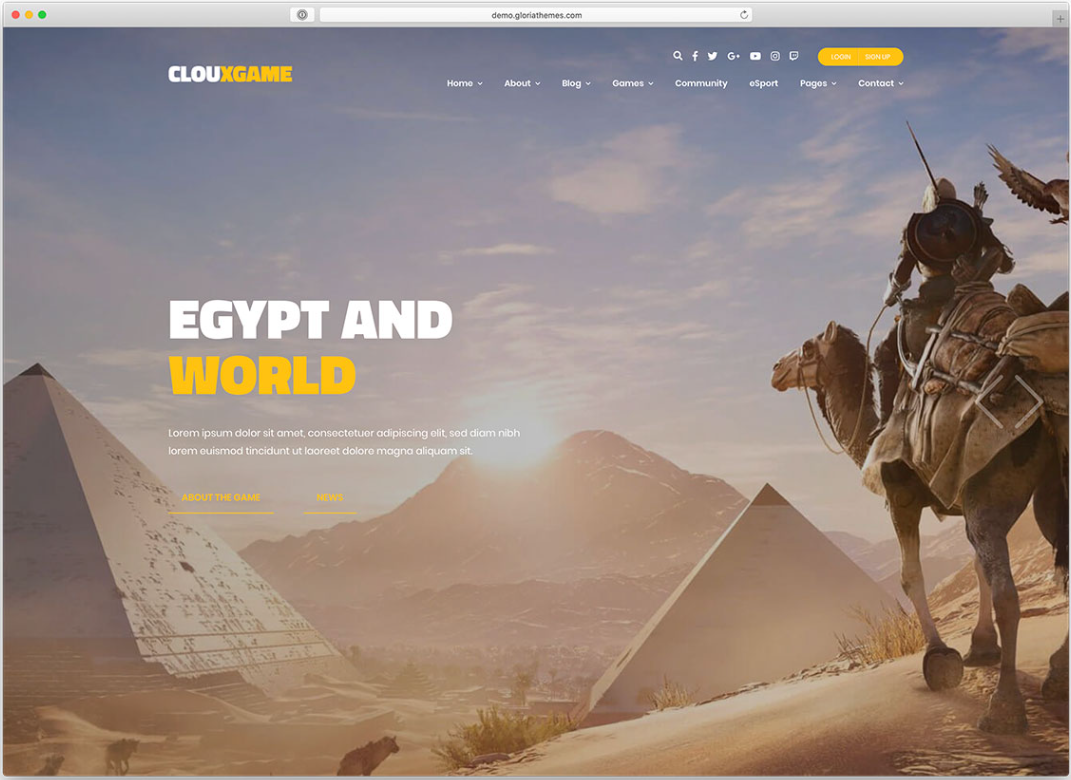 demo.gloriathemes.com
CLOUXGAME
LOGIN SIGN UP
Home About Blog Games Community eSport Pages Contact
EGYPT AND
WORLD
Lorem ipsum dolor sit amet, consectetuer adipiscing elit, sed diam nibh
lorem euismod tincidunt ut laoreet dolore magna aliquam sit.
ABOUT THE GAME NEWS